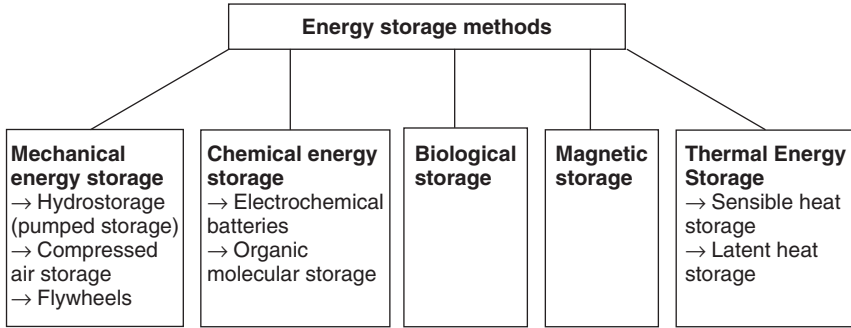 Energy storage methods
Mechanical
energy storage
→ Hydrostorage
(pumped storage)
→ Compressed
air storage
→ Flywheels
Chemical energy
storage
→ Electrochemical
batteries
→ Organic
molecular storage
Biological
storage
Magnetic
storage
Thermal Energy
Storage
→ Sensible heat
storage
→ Latent heat
storage